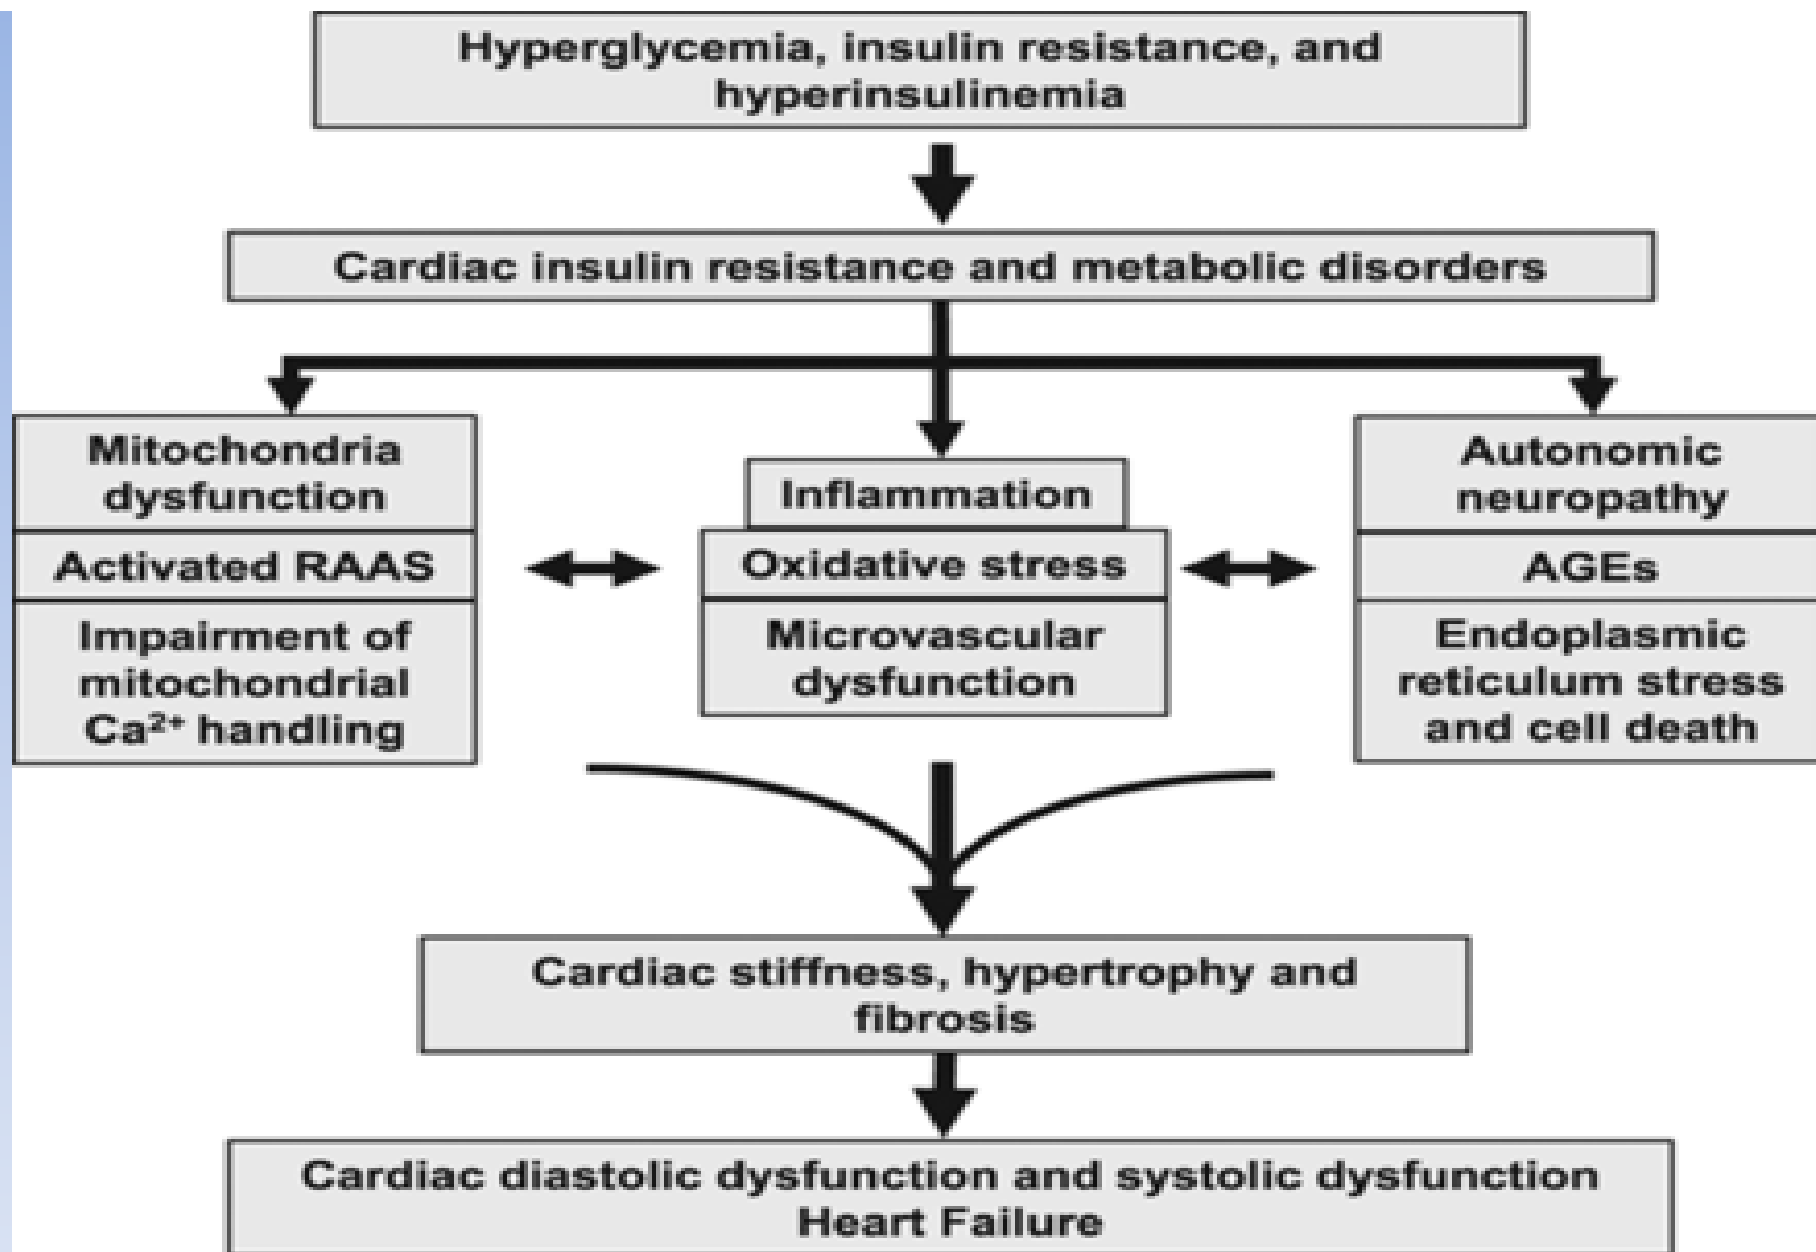 Hyperglycemia, insulin resistance, and
hyperinsulinemia
Cardiac insulin resistance and metabolic disorders
Mitochondria
dysfunction
Activated RAAS
Impairment of
mitochondrial
Ca²⁺ handling
Inflammation
Oxidative stress
Microvascular
dysfunction
Autonomic
neuropathy
AGEs
Endoplasmic
reticulum stress
and cell death
Cardiac stiffness, hypertrophy and
fibrosis
Cardiac diastolic dysfunction and systolic dysfunction
Heart Failure